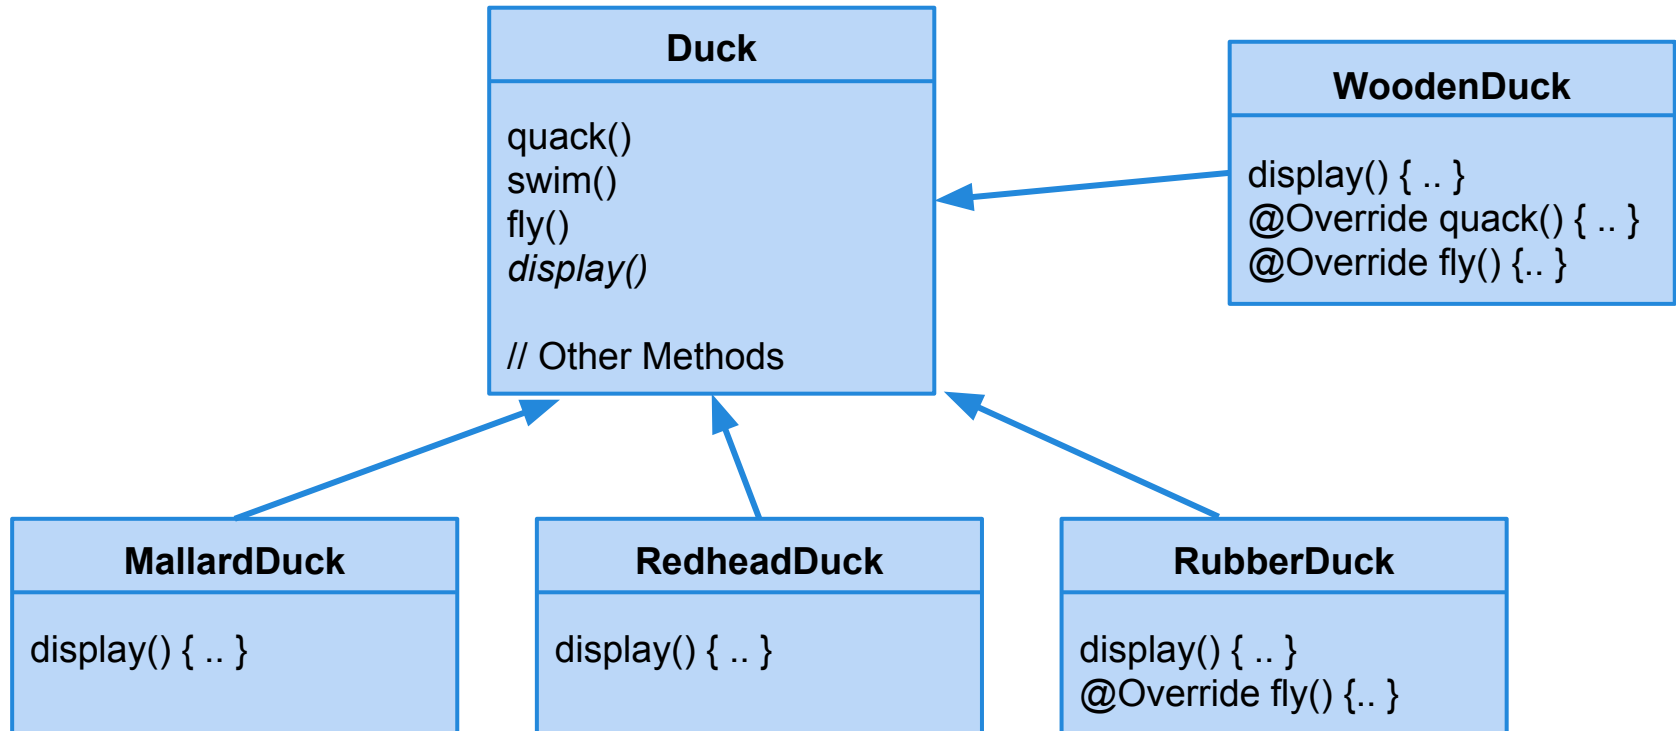 Duck
quack()
swim()
fly()
display()
// Other Methods
WoodenDuck
display() { .. }
@Override quack() { .. }
@Override fly() {.. }
MallardDuck
display() { .. }
RedheadDuck
display() { .. }
RubberDuck
display() { .. }
@Override fly() {.. }